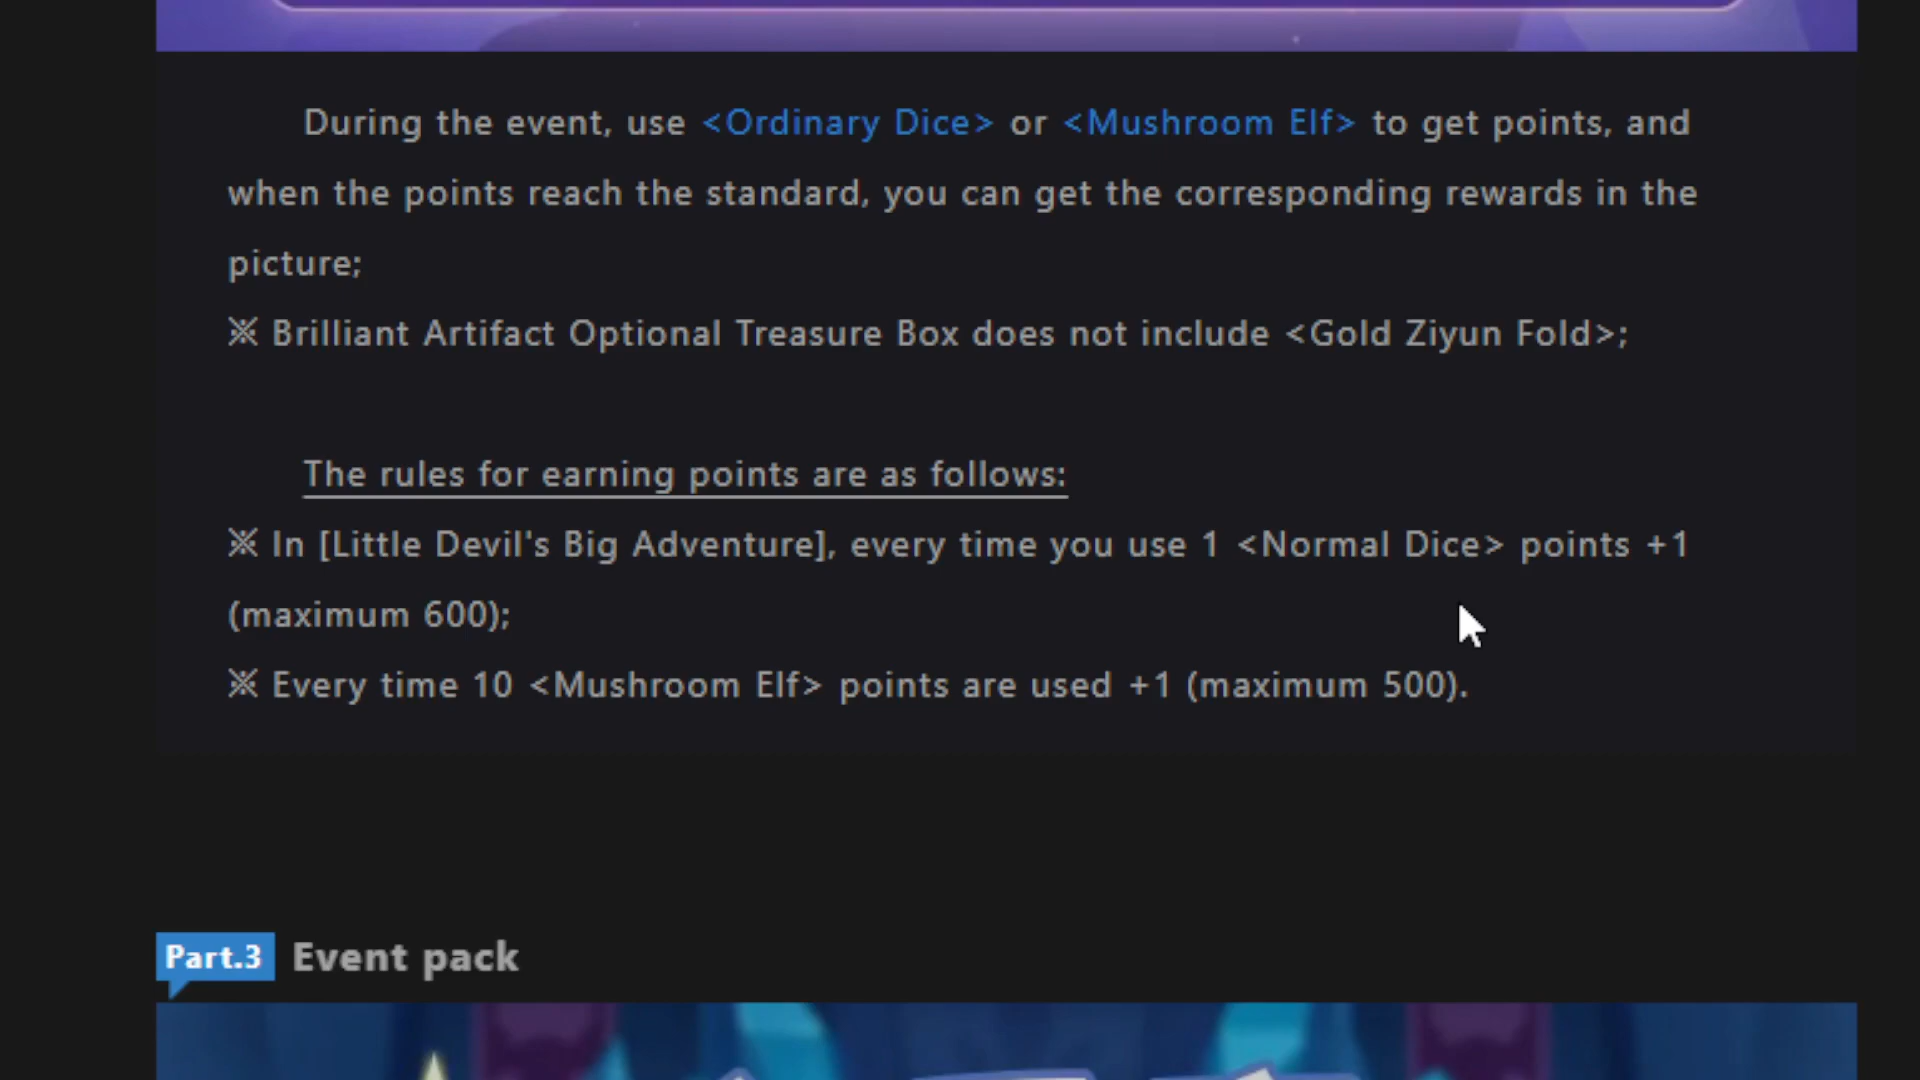 During the event, use <Ordinary Dice> or <Mushroom Elf> to get points, and
when the points reach the standard, you can get the corresponding rewards in the
picture;
※ Brilliant Artifact Optional Treasure Box does not include <Gold Ziyun Fold>;
The rules for earning points are as follows:
※ In [Little Devil's Big Adventure], every time you use 1 <Normal Dice> points +1
(maximum 600);
※ Every time 10 <Mushroom Elf> points are used +1 (maximum 500).
Part.3 Event pack